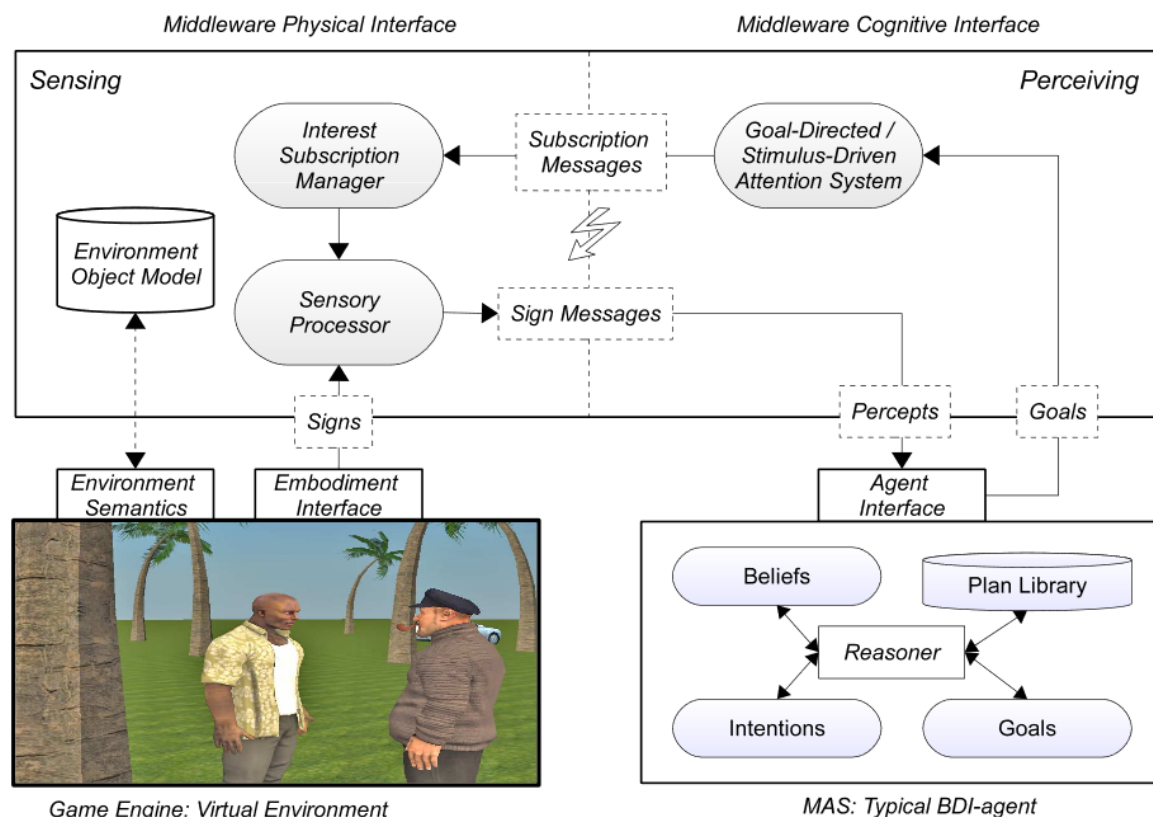 Middleware Physical Interface
Middleware Cognitive Interface
Sensing
Perceiving
Interest
Subscription
Manager
Subscription
Messages
Goal-Directed /
Stimulus-Driven
Attention System
Environment
Object Model
Sensory
Processor
Sign Messages
Signs
Percepts
Goals
Environment
Semantics
Embodiment
Interface
Agent
Interface
Beliefs
Plan Library
Reasoner
Intentions
Goals
Game Engine: Virtual Environment
MAS: Typical BDI-agent